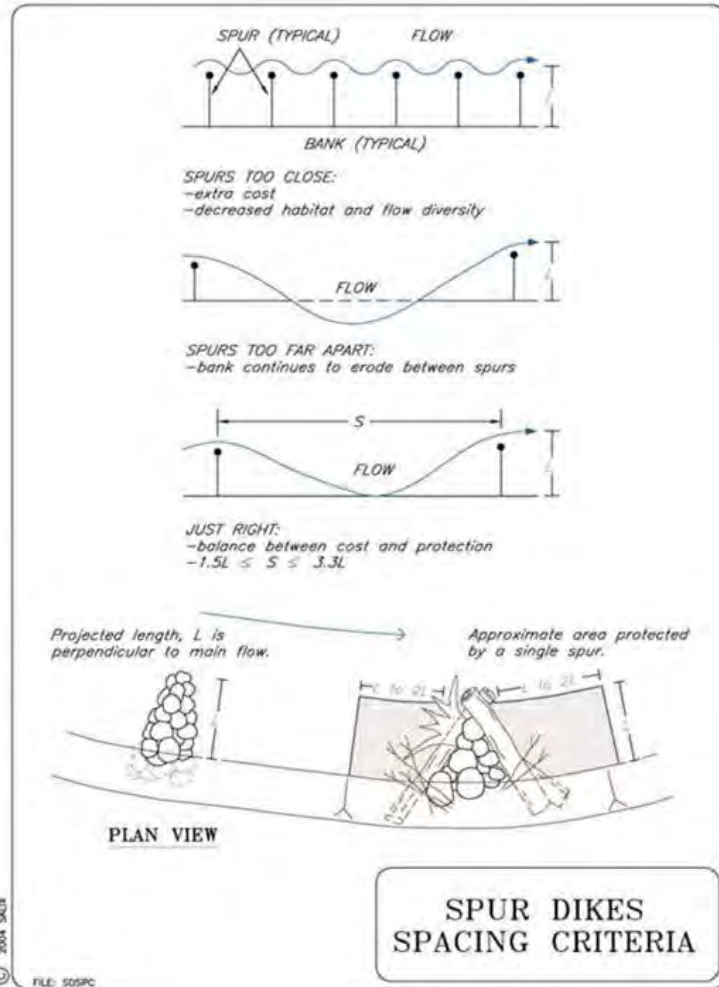 SPUR (TYPICAL) FLOW
L
BANK (TYPICAL)
SPURS TOO CLOSE:
-extra cost
-decreased habitat and flow diversity
FLOW
L
SPURS TOO FAR APART:
-bank continues to erode between spurs
S
FLOW
L
JUST RIGHT:
-balance between cost and protection
-1.5L ≤ S ≤ 3.3L
Projected length, L is
perpendicular to main flow.
Approximate area protected
by a single spur.
L to 2L
L to 2L
L
L
PLAN VIEW
SPUR DIKES
SPACING CRITERIA
© 2004 SALIX
FILE: SDSPC